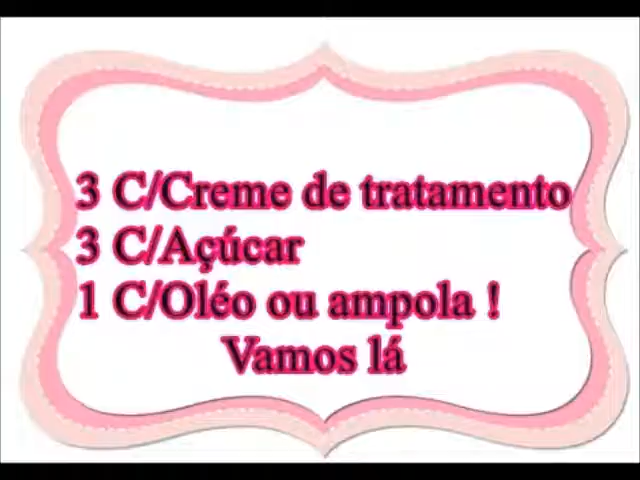 3 C/Creme de tratamento
3 C/Açúcar
1 C/Oléo ou ampola !
Vamos lá